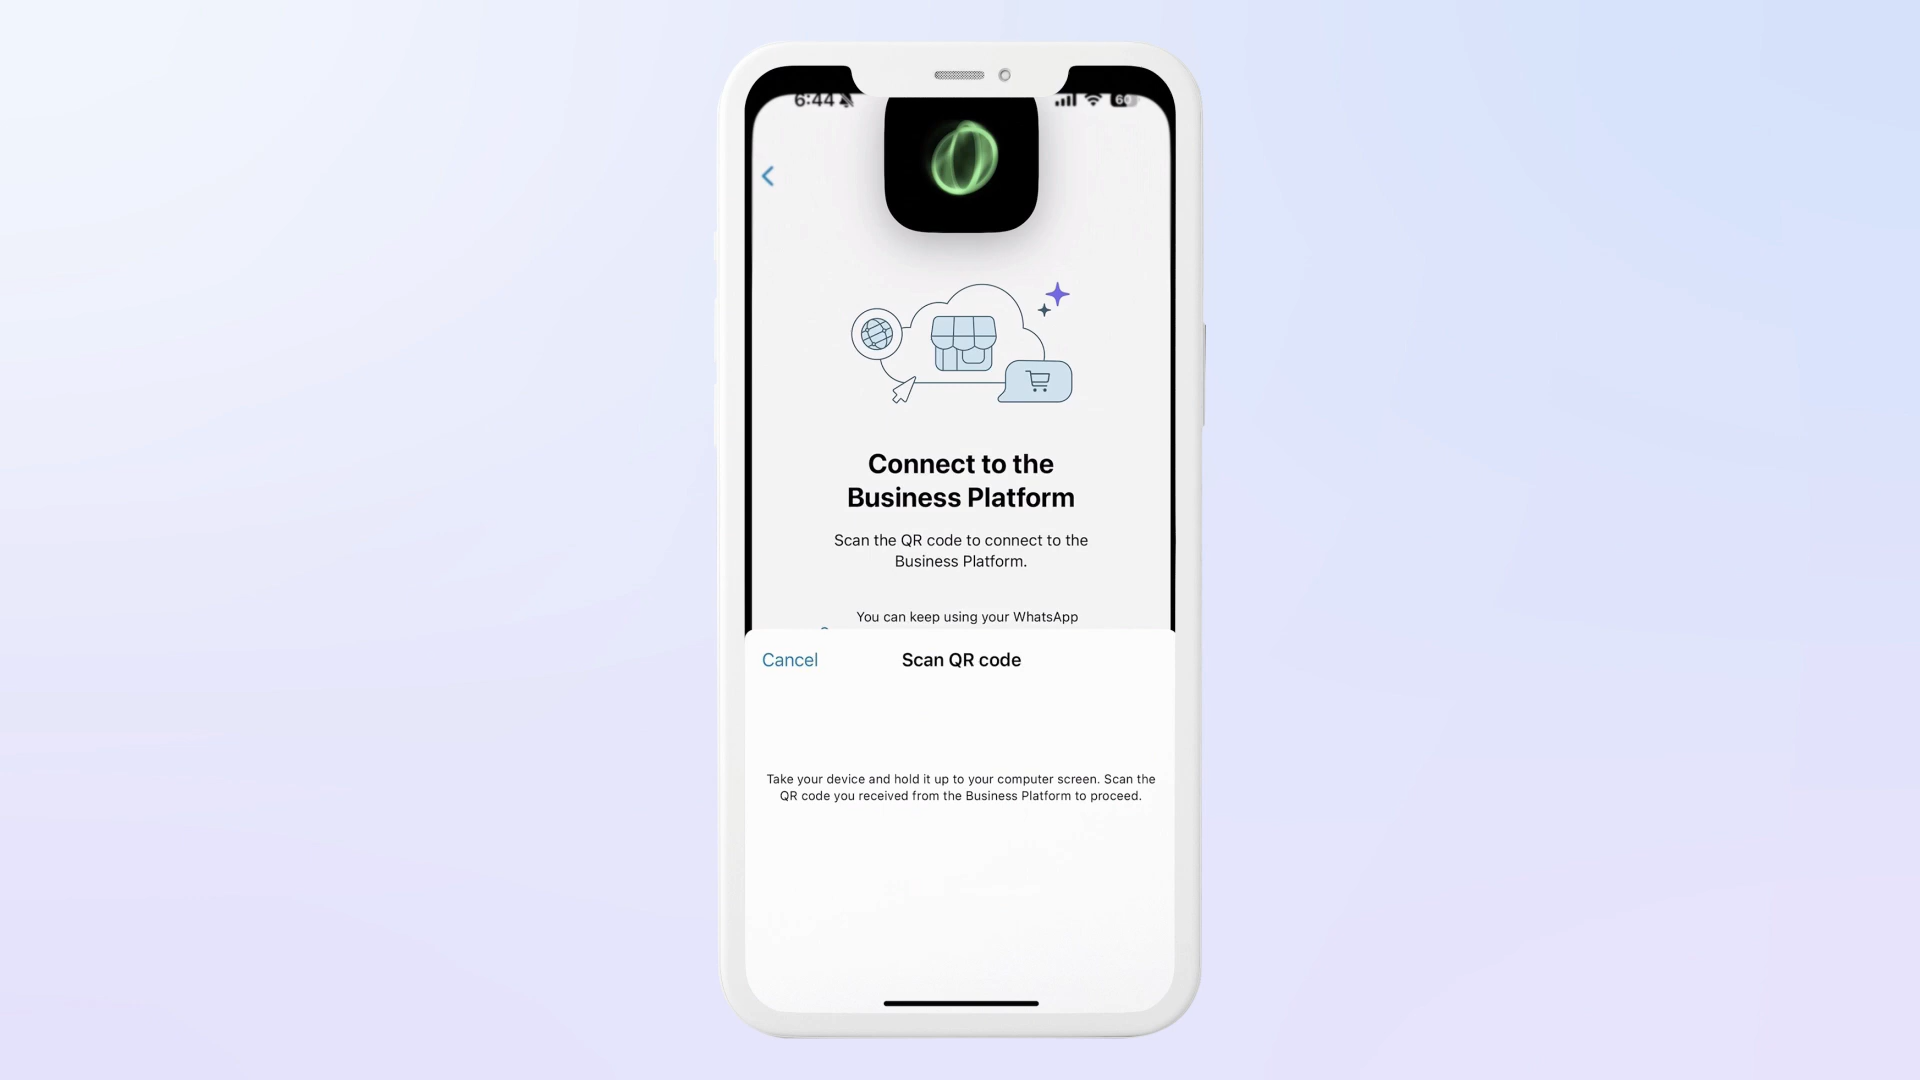 6:44
60
Connect to the
Business Platform
Scan the QR code to connect to the
Business Platform.
You can keep using your WhatsApp
Cancel
Scan QR code
Take your device and hold it up to your computer screen. Scan the
QR code you received from the Business Platform to proceed.